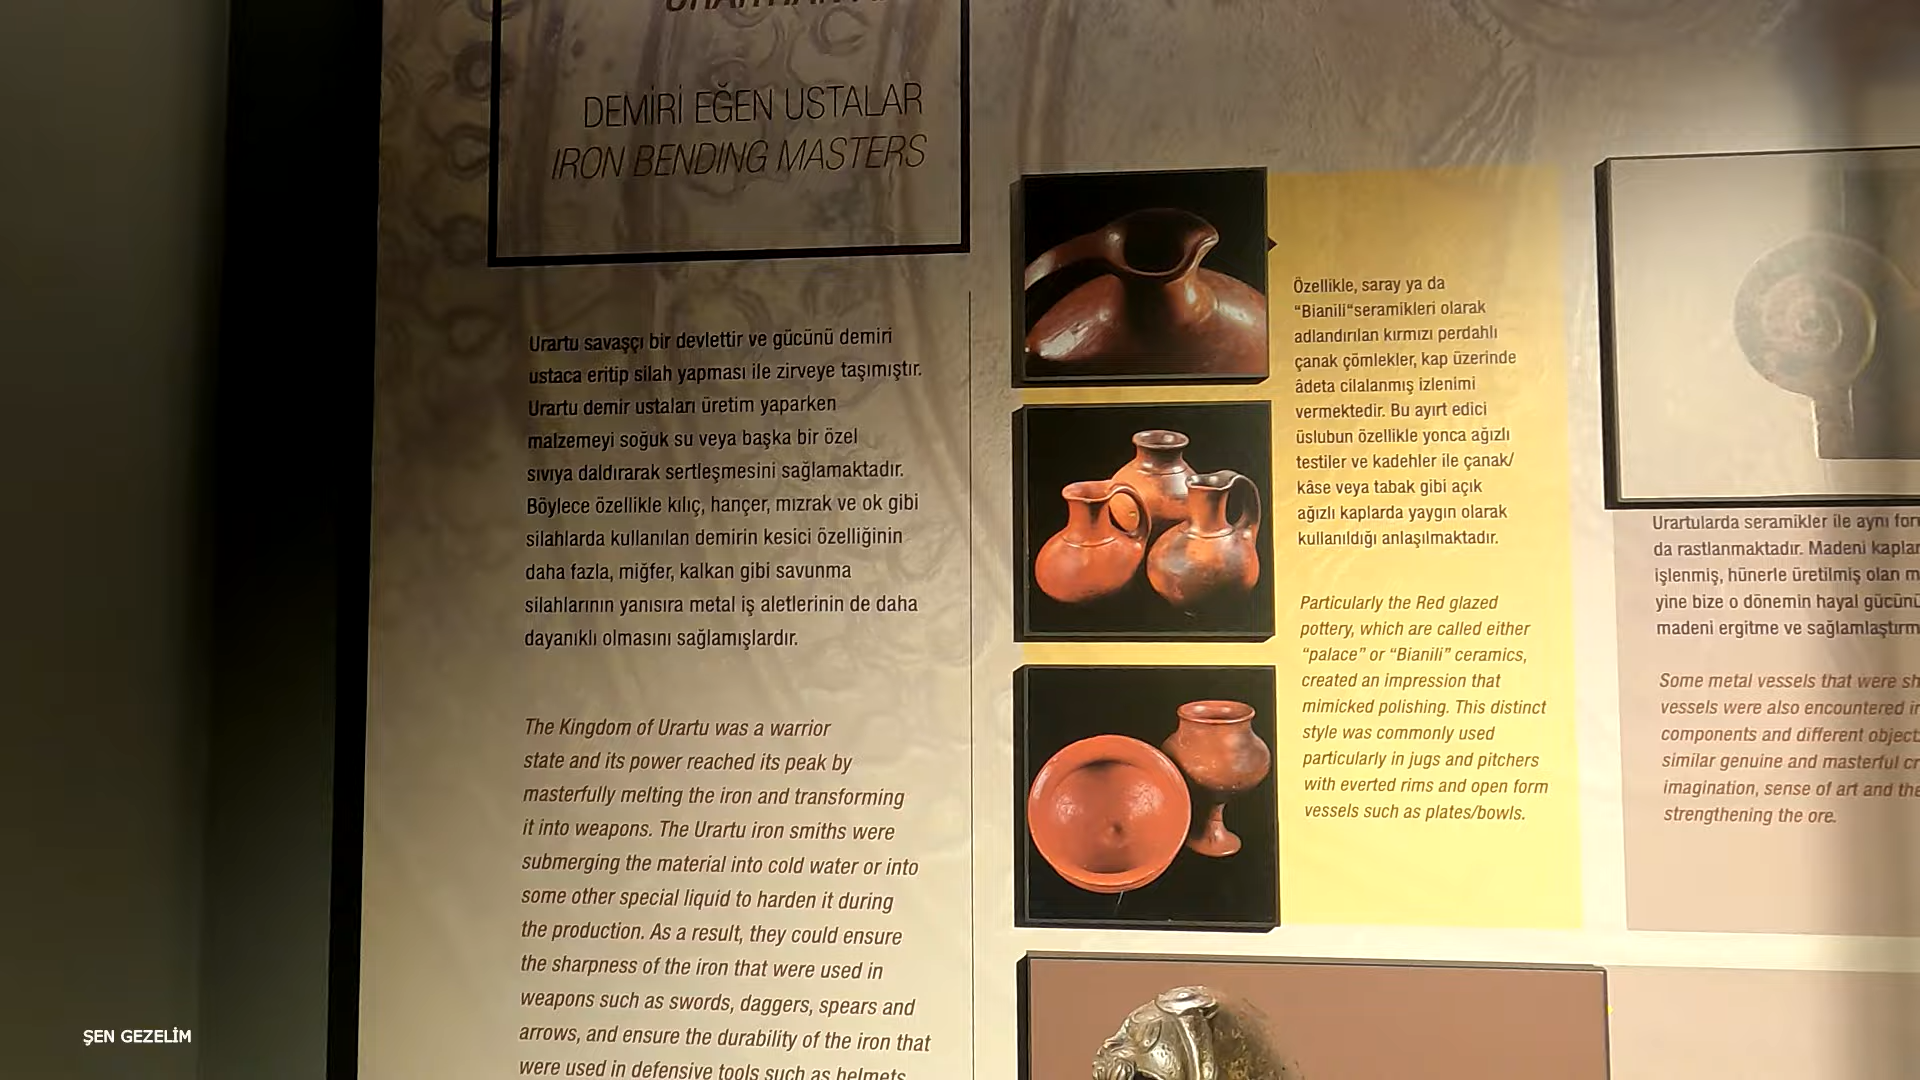 DEMİRİ EĞEN USTALAR
IRON BENDING MASTERS
Urartu savaşçı bir devlettir ve gücünü demiri
ustaca eritip silah yapması ile zirveye taşımıştır.
Urartu demir ustaları üretim yaparken
malzemeyi soğuk su veya başka bir özel
sıvıya daldırarak sertleşmesini sağlamaktadır.
Böylece özellikle kılıç, hançer, mızrak ve ok gibi
silahlarda kullanılan demirin kesici özelliğinin
daha fazla, miğfer, kalkan gibi savunma
silahlarının yanısıra metal iş aletlerinin de daha
dayanıklı olmasını sağlamışlardır.
The Kingdom of Urartu was a warrior
state and its power reached its peak by
masterfully melting the iron and transforming
it into weapons. The Urartu iron smiths were
submerging the material into cold water or into
some other special liquid to harden it during
the production. As a result, they could ensure
the sharpness of the iron that were used in
weapons such as swords, daggers, spears and
arrows, and ensure the durability of the iron that
were used in defensive tools such as helmets,
Özellikle, saray ya da
“Bianili“seramikleri olarak
adlandırılan kırmızı perdahlı
çanak çömlekler, kap üzerinde
âdeta cilalanmış izlenimi
vermektedir. Bu ayırt edici
üslubun özellikle yonca ağızlı
testiler ve kadehler ile çanak/
kâse veya tabak gibi açık
ağızlı kaplarda yaygın olarak
kullanıldığı anlaşılmaktadır.
Particularly the Red glazed
pottery, which are called either
“palace” or “Bianili” ceramics,
created an impression that
mimicked polishing. This distinct
style was commonly used
particularly in jugs and pitchers
with everted rims and open form
vessels such as plates/bowls.
Urartularda seramikler ile aynı
da rastlanmaktadır. Madeni
işlenmiş, hünerle üretilmiş olan
yine bize o dönemin hayal
madeni ergitme ve
Some metal vessels that were
vessels were also encountered
components and different
similar genuine and masterful
imagination, sense of art and
strengthening the ore.
ŞEN GEZELİM